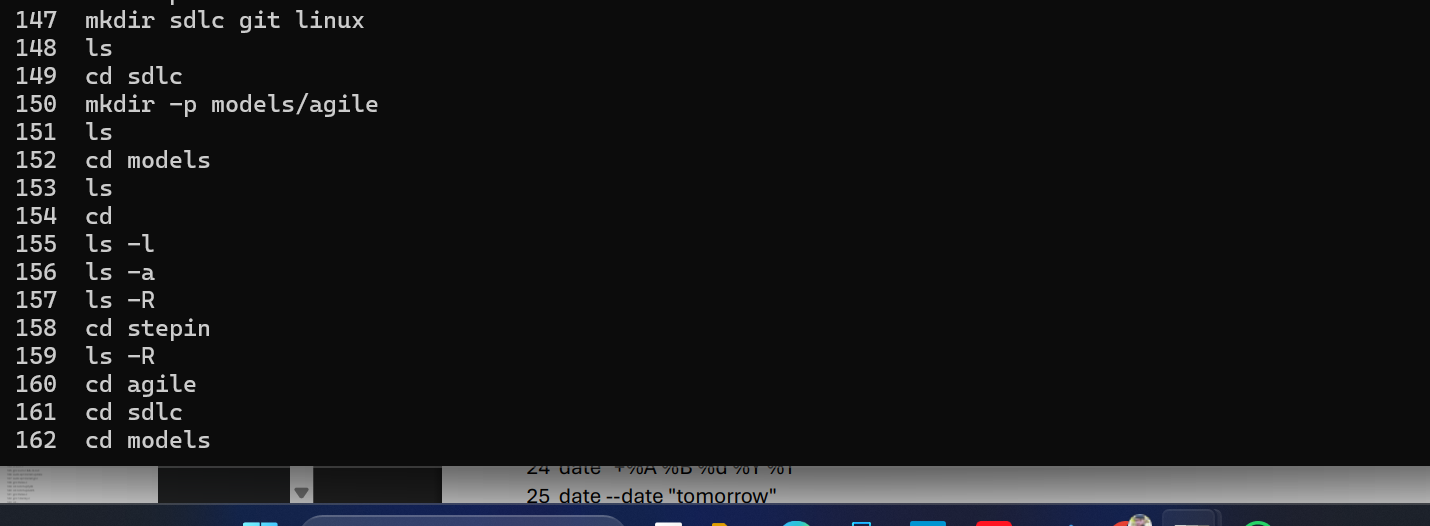 147 mkdir sdlc git linux
148 ls
149 cd sdlc
150 mkdir -p models/agile
151 ls
152 cd models
153 ls
154 cd
155 ls -l
156 ls -a
157 ls -R
158 cd stepin
159 ls -R
160 cd agile
161 cd sdlc
162 cd models
24 date "+%A %B %d %Y
25 date --date "tomorrow"